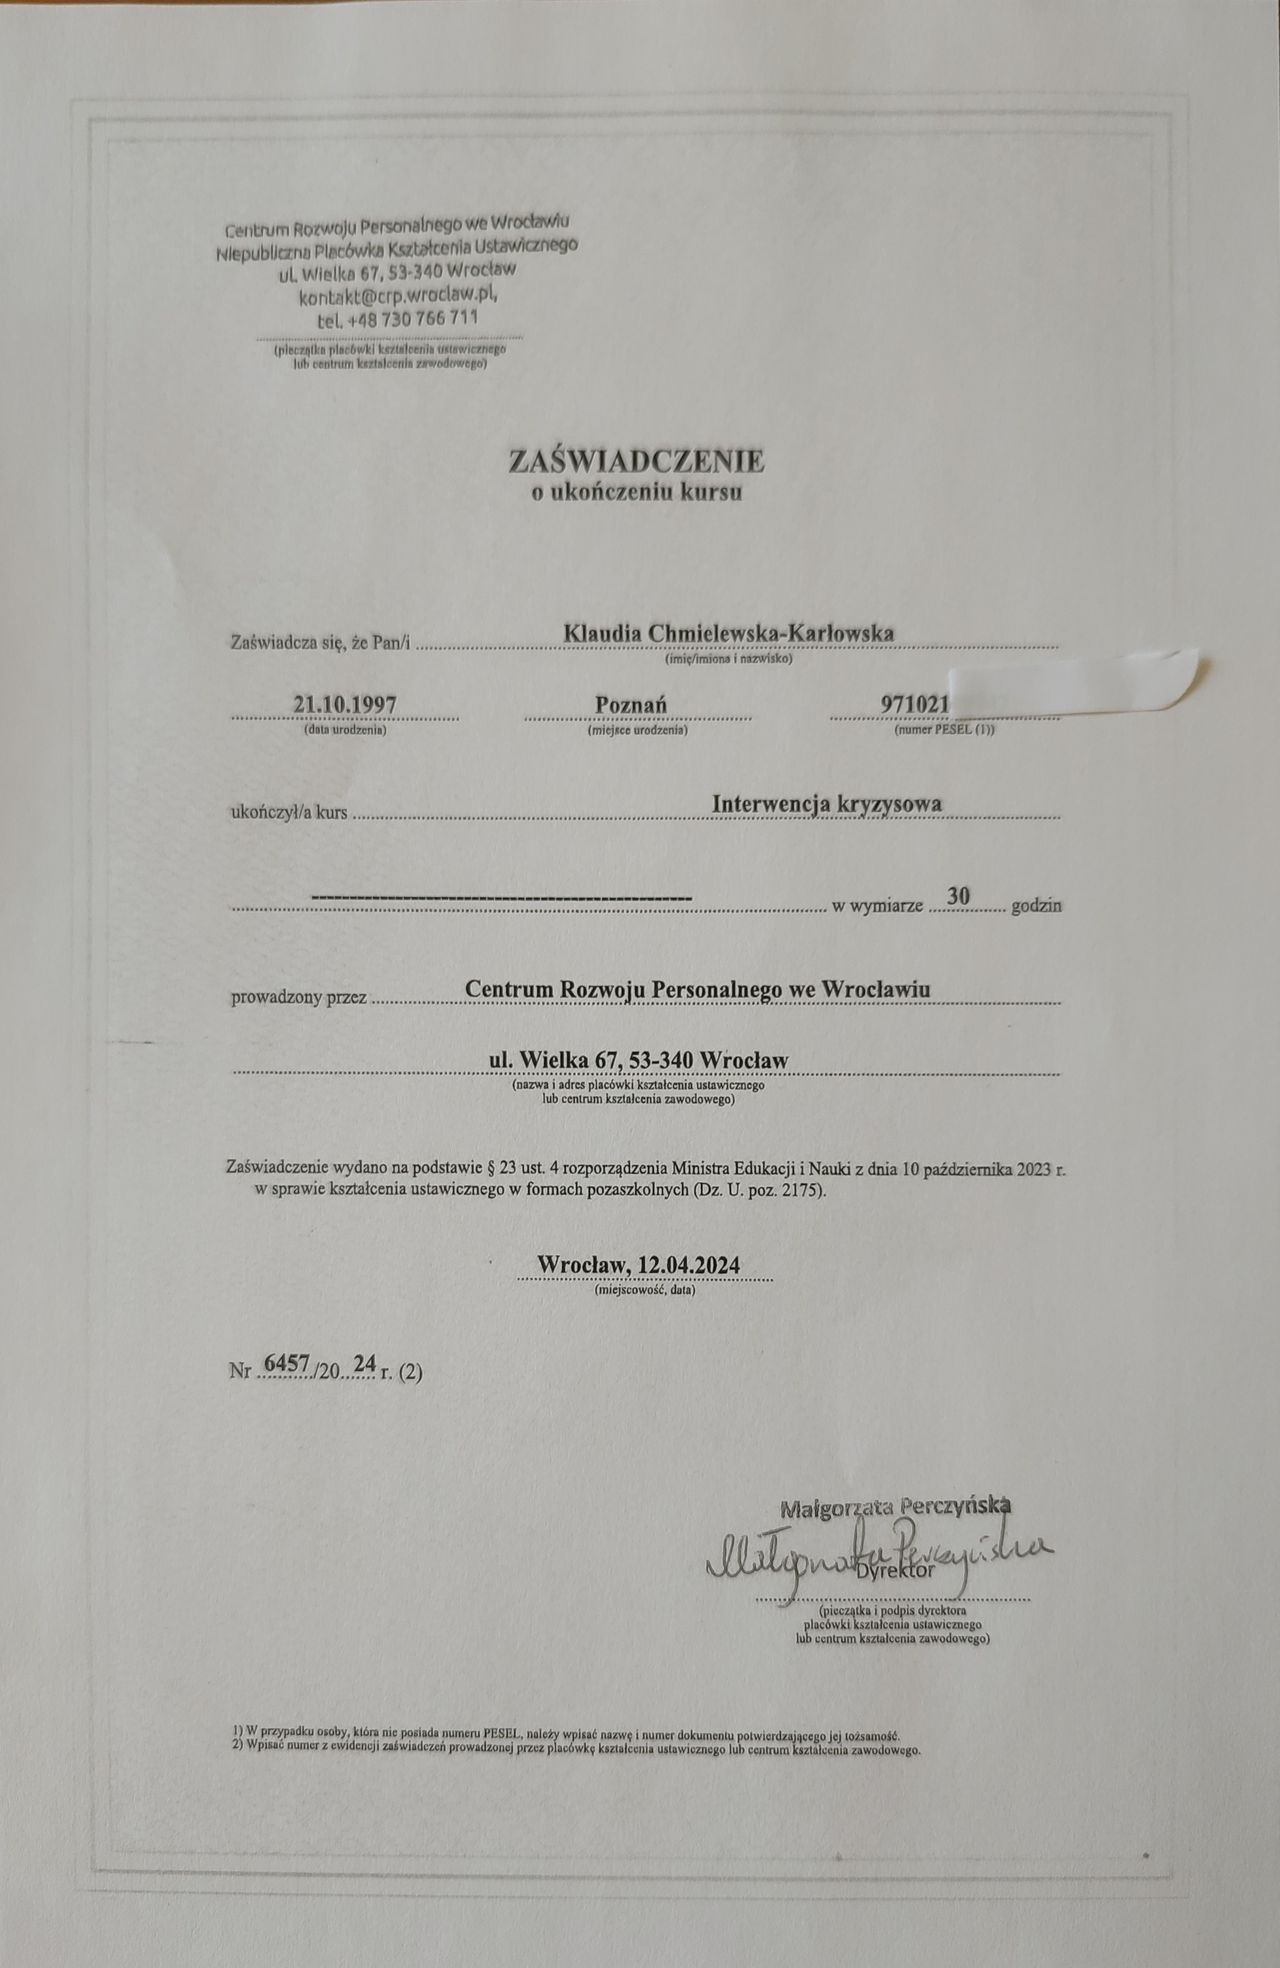 Centrum Rozwoju Personalnego we Wrocławiu
Niepubliczna Placówka Kształcenia Ustawicznego
ul. Wielka 67, 53-340 Wrocław
kontakt@crp.wroclaw.pl,
tel. +48 730 766 711
(pieczątka placówki kształcenia ustawicznego
lub centrum kształcenia zawodowego)
ZAŚWIADCZENIE
o ukończeniu kursu
Zaświadcza się, że Pan/i Klaudia Chmielewska-Karłowska
(imię/imiona i nazwisko)
21.10.1997 Poznań 971021
(data urodzenia) (miejsce urodzenia) (numer PESEL (1))
ukończył/a kurs Interwencja kryzysowa
w wymiarze 30 godzin
prowadzony przez Centrum Rozwoju Personalnego we Wrocławiu
ul. Wielka 67, 53-340 Wrocław
(nazwa i adres placówki kształcenia ustawicznego
lub centrum kształcenia zawodowego)
Zaświadczenie wydano na podstawie § 23 ust. 4 rozporządzenia Ministra Edukacji i Nauki z dnia 10 października 2023 r.
w sprawie kształcenia ustawicznego w formach pozaszkolnych (Dz. U. poz. 2175).
Wrocław, 12.04.2024
(miejscowość, data)
Nr 6457/20 24 r. (2)
Małgorzata Perczyńska
Małgorzata Perczyńska
Dyrektor
(pieczątka i podpis dyrektora
placówki kształcenia ustawicznego
lub centrum kształcenia zawodowego)
1) W przypadku osoby, która nie posiada numeru PESEL, należy wpisać nazwę i numer dokumentu potwierdzającego jej tożsamość.
2) Wpisać numer z ewidencji zaświadczeń prowadzonej przez placówkę kształcenia ustawicznego lub centrum kształcenia zawodowego.